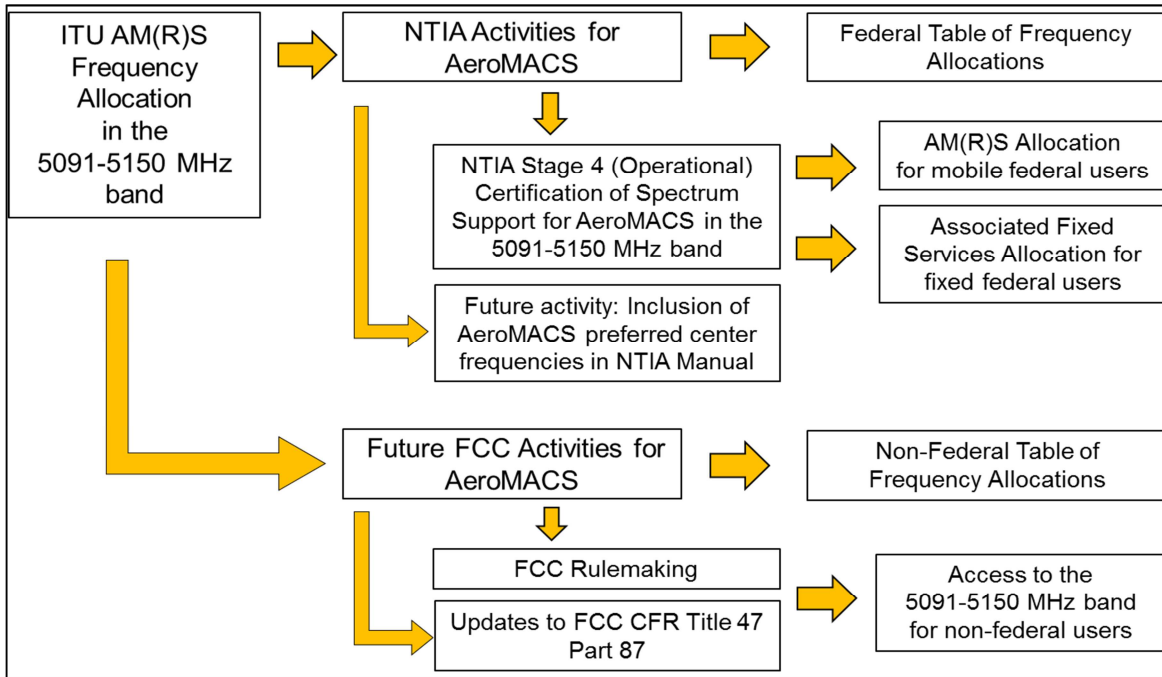 ITU AM(R)S
Frequency
Allocation
in the
5091-5150 MHz
band
NTIA Activities for
AeroMACS
Federal Table of Frequency
Allocations
NTIA Stage 4 (Operational)
Certification of Spectrum
Support for AeroMACS in the
5091-5150 MHz band
AM(R)S Allocation
for mobile federal users
Associated Fixed
Services Allocation for
fixed federal users
Future activity: Inclusion of
AeroMACS preferred center
frequencies in NTIA Manual
Future FCC Activities for
AeroMACS
Non-Federal Table of
Frequency Allocations
FCC Rulemaking
Updates to FCC CFR Title 47
Part 87
Access to the
5091-5150 MHz band
for non-federal users